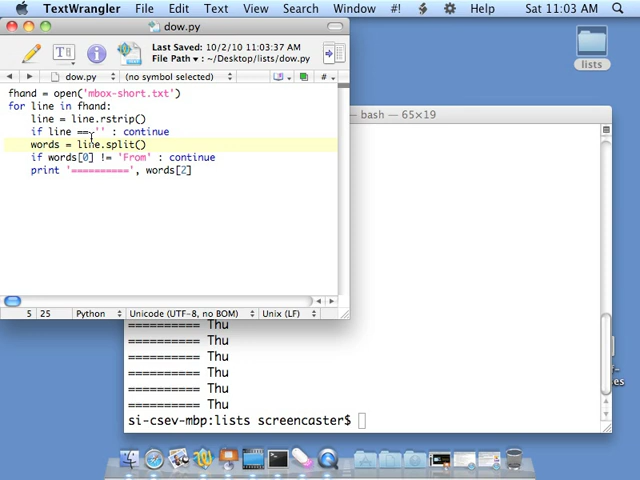 TextWrangler File Edit Text View Search Window #! Help Sat 11:03 AM
dow.py
Last Saved: 10/2/10 11:03:37 AM
File Path: ~/Desktop/lists/dow.py
dow.py (no symbol selected) #
fhand = open('mbox-short.txt')
for line in fhand:
line = line.rstrip()
if line == '' : continue
words = line.split()
if words[0] != 'From' : continue
print '==========', words[2]
5 25 Python Unicode (UTF-8, no BOM) Unix (LF)
lists
— bash — 65×19
========== Thu
========== Thu
========== Thu
========== Thu
========== Thu
========== Thu
si-csev-mbp:lists screencaster$